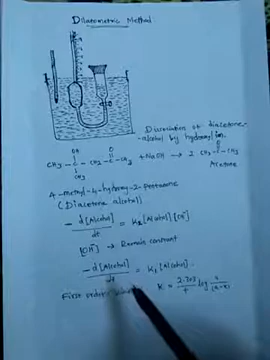 Dilatometric Method
Dissociation of diacetone-
alcohol by hydroxyl ion.
OH O
CH3 - C - CH2 - C - CH3 + NaOH → 2 CH3 - C - CH3
CH3
Acetone
4-methyl-4-hydroxy-2-Pentanone
(Diacetone alcohol)
- d[Alcohol]/dt = K2[Alcohol][OH-]
[OH-] → Remain constant
- d[Alcohol]/dt = K1[Alcohol]
First order K = 2.303/t log a/(a-x)